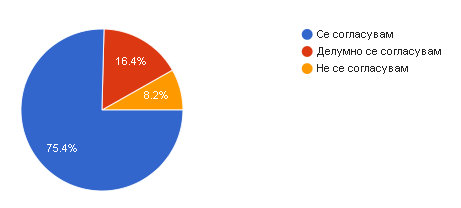 Се согласувам
Делумно се согласувам
Не се согласувам
16.4%
8.2%
75.4%